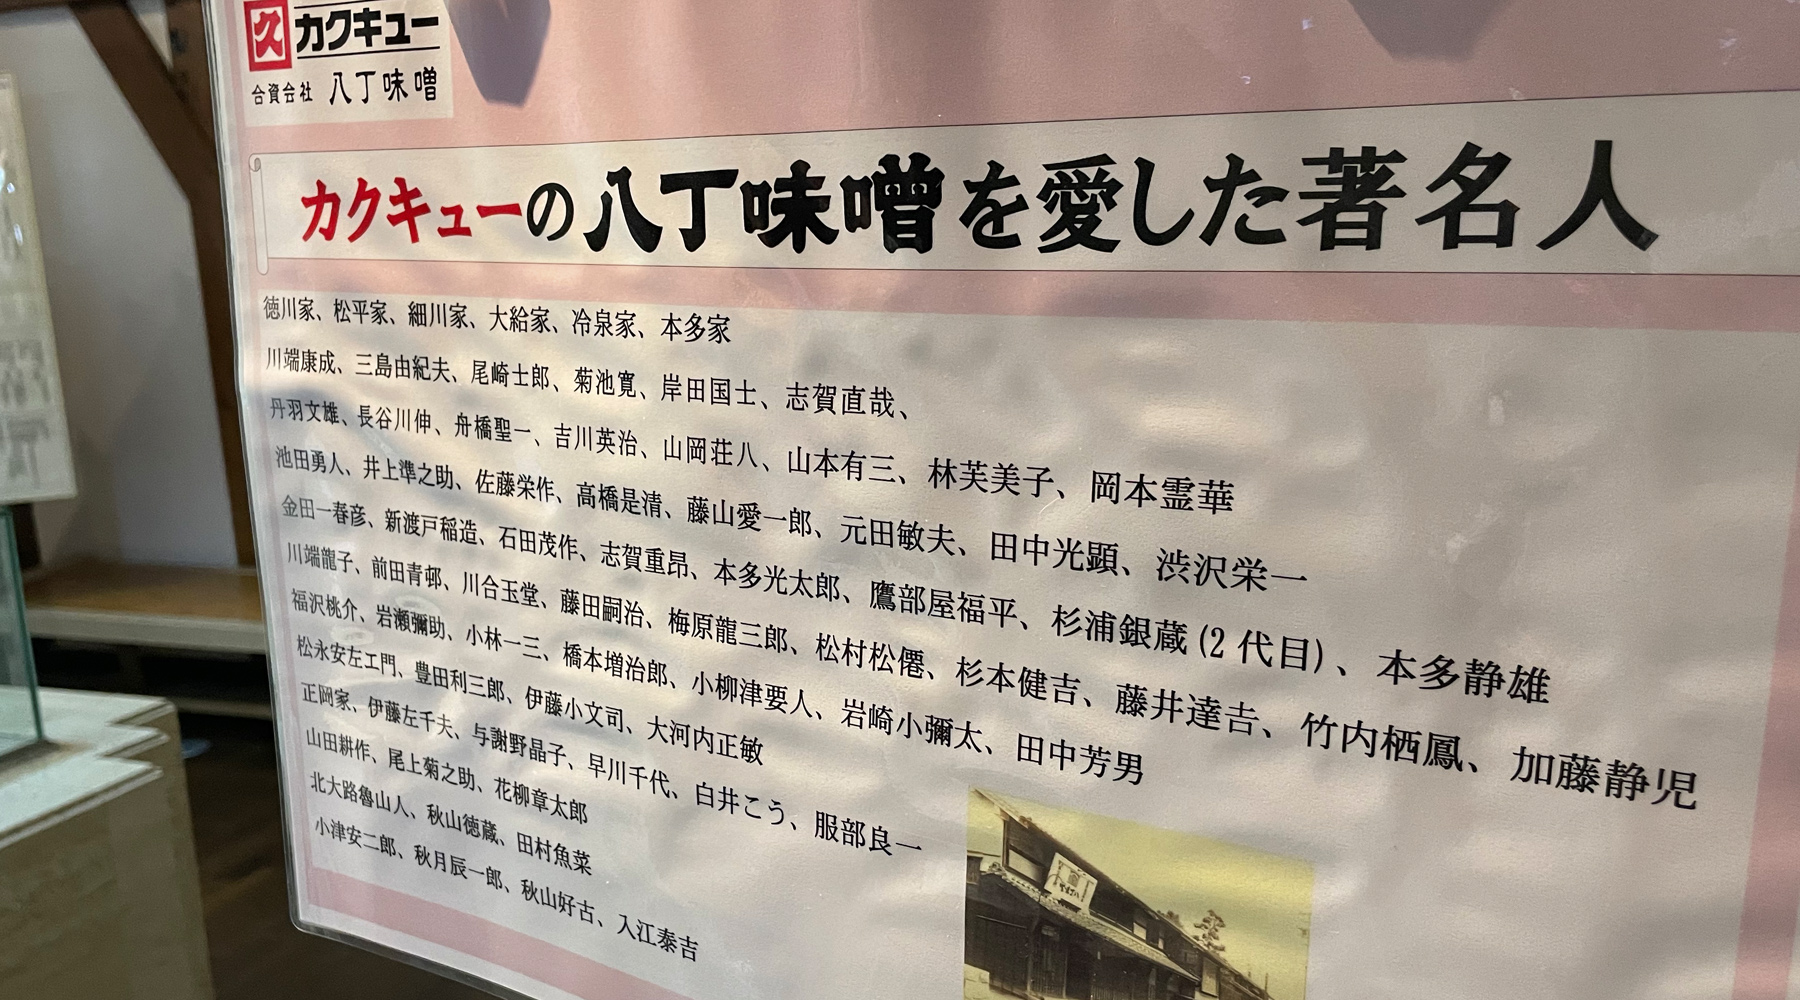 久 カクキュー
合資会社 八丁味噌
カクキューの八丁味噌を愛した著名人
徳川家、松平家、細川家、大給家、冷泉家、本多家
川端康成、三島由紀夫、尾崎士郎、菊池寛、岸田国士、志賀直哉、
丹羽文雄、長谷川伸、舟橋聖一、吉川英治、山岡荘八、山本有三、林芙美子、岡本霊華
池田勇人、井上準之助、佐藤栄作、高橋是清、藤山愛一郎、元田敏夫、田中光顕、渋沢栄一
金田一春彦、新渡戸稲造、石田茂作、志賀重昂、本多光太郎、鷹部屋福平、杉浦銀蔵(2代目)、本多静雄
川端龍子、前田青邨、川合玉堂、藤田嗣治、梅原龍三郎、松村松僊、杉本健吉、藤井達吉、竹内栖鳳、加藤静児
福沢桃介、岩瀬彌助、小林一三、橋本増治郎、小柳津要人、岩崎小彌太、田中芳男
松永安左エ門、豊田利三郎、伊藤小文司、大河内正敏
正岡家、伊藤左千夫、与謝野晶子、早川千代、白井こう、服部良一
山田耕作、尾上菊之助、花柳章太郎
北大路魯山人、秋山徳蔵、田村魚菜
小津安二郎、秋月辰一郎、秋山好古、入江泰吉